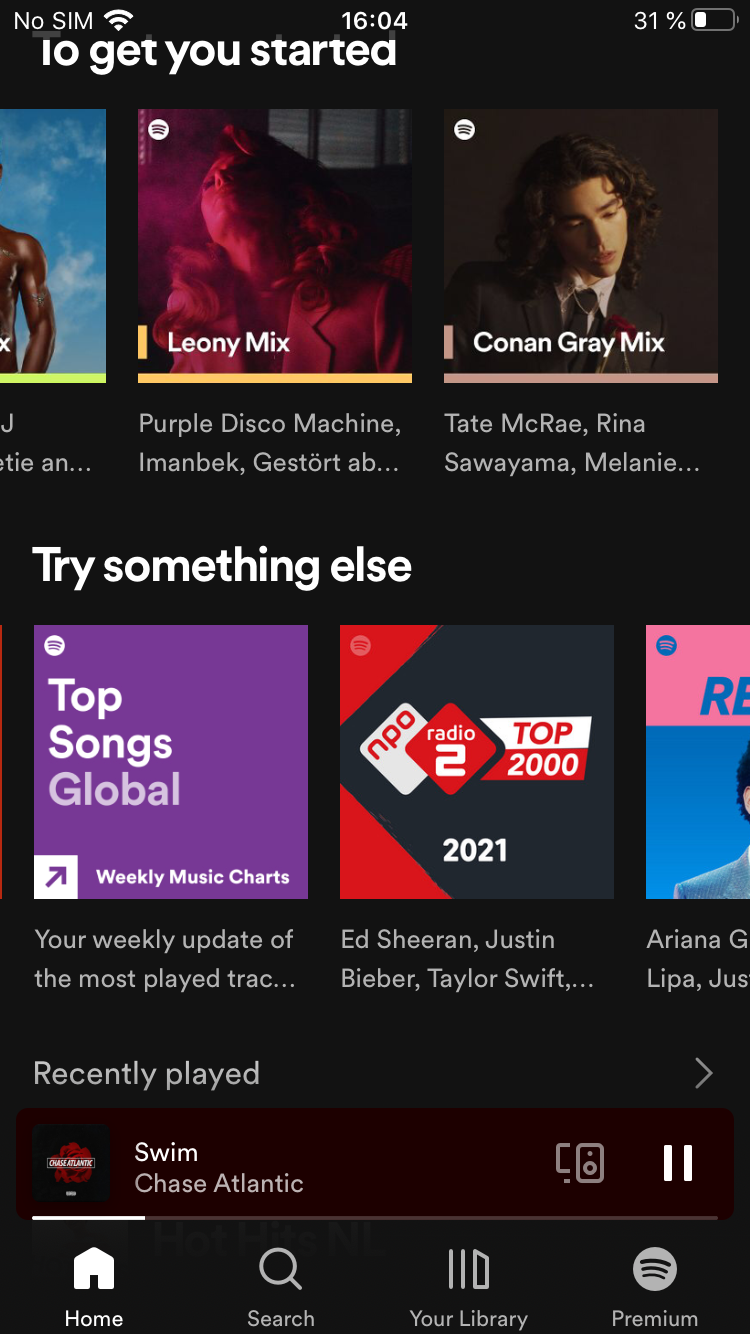 No SIM 16:04 31 %
To get you started
x
Leony Mix
Conan Gray Mix
J
etie an...
Purple Disco Machine,
Imanbek, Gestört ab...
Tate McRae, Rina
Sawayama, Melanie...
Try something else
Top
Songs
Global
Weekly Music Charts
npo
radio
2
TOP
2000
2021
RE
Your weekly update of
the most played trac...
Ed Sheeran, Justin
Bieber, Taylor Swift,...
Ariana G
Lipa, Jus
Recently played
CHASE ATLANTIC
Swim
Chase Atlantic
Hot Hits NL
Home
Search
Your Library
Premium